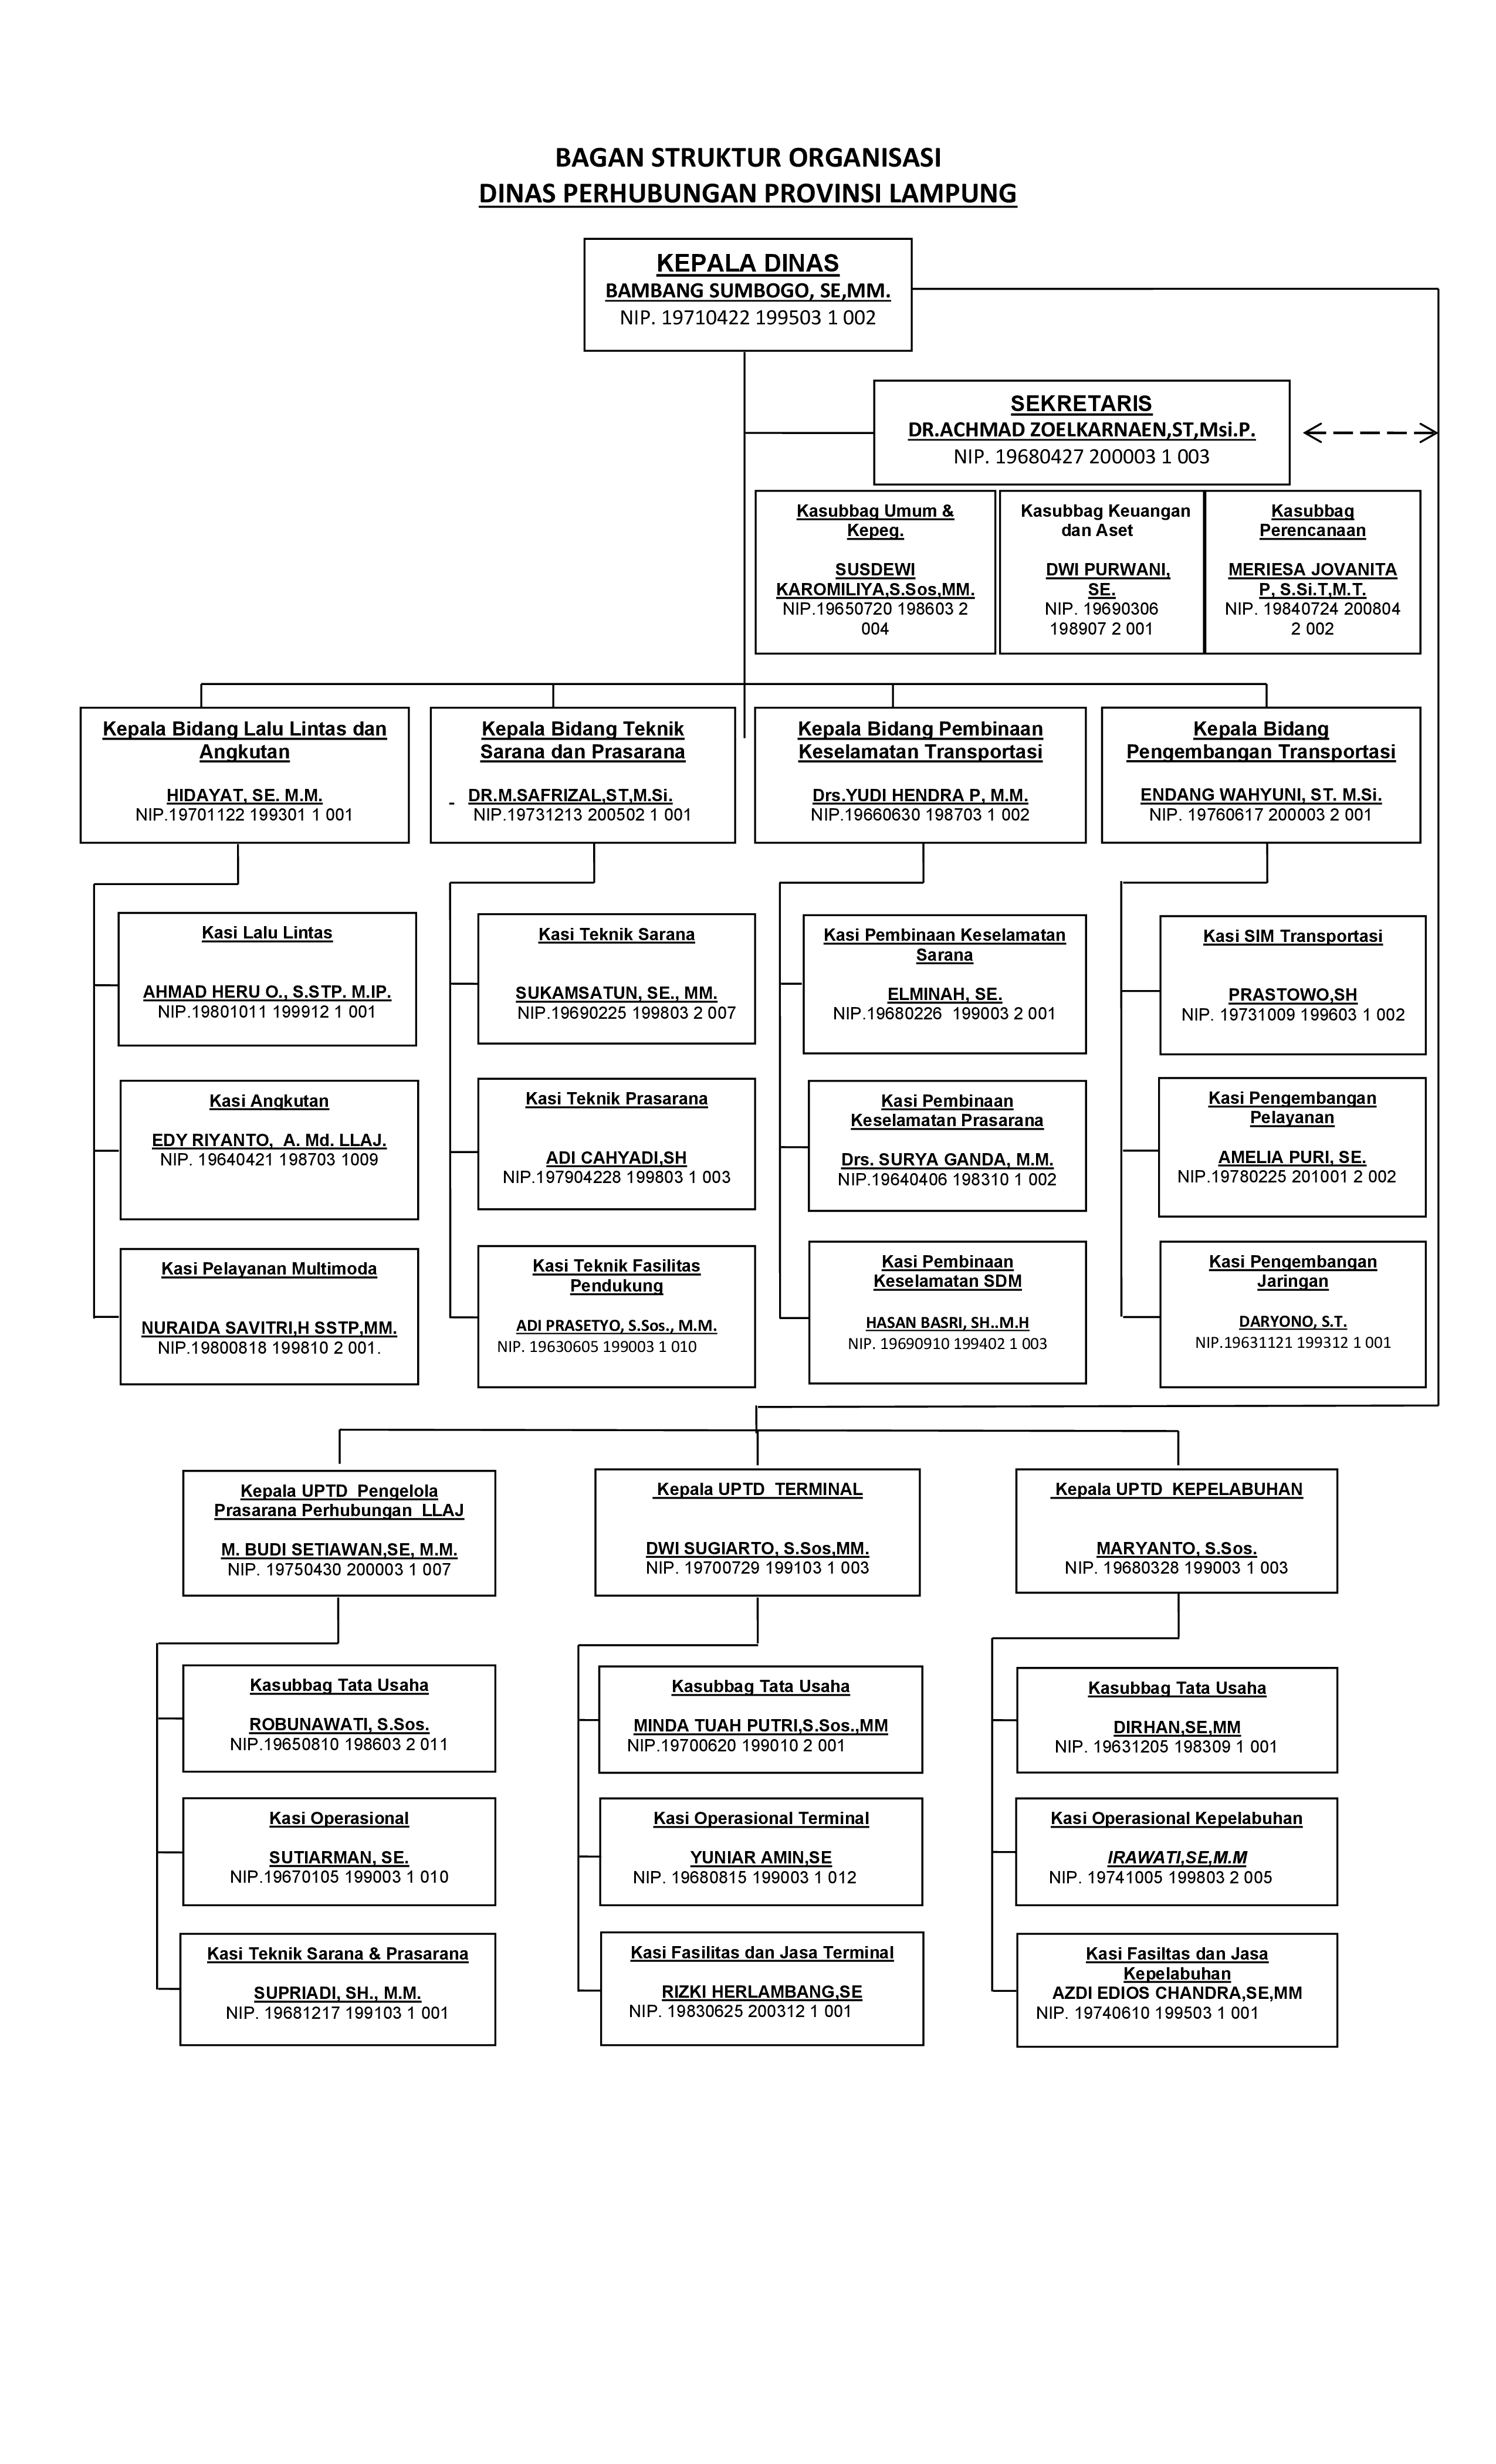 BAGAN STRUKTUR ORGANISASI
DINAS PERHUBUNGAN PROVINSI LAMPUNG
KEPALA DINAS
BAMBANG SUMBOGO, SE,MM.
NIP. 19710422 199503 1 002
SEKRETARIS
DR.ACHMAD ZOELKARNAEN,ST,Msi.P.
NIP. 19680427 200003 1 003
Kasubbag Umum &
Kepeg.
SUSDEWI
KAROMILIYA,S.Sos,MM.
NIP.19650720 198603 2
004
Kasubbag Keuangan
dan Aset
DWI PURWANI,
SE.
NIP. 19690306
198907 2 001
Kasubbag
Perencanaan
MERIESA JOVANITA
P, S.Si.T,M.T.
NIP. 19840724 200804
2 002
Kepala Bidang Lalu Lintas dan
Angkutan
HIDAYAT, SE. M.M.
NIP.19701122 199301 1 001
Kepala Bidang Teknik
Sarana dan Prasarana
- DR.M.SAFRIZAL,ST,M.Si.
NIP.19731213 200502 1 001
Kepala Bidang Pembinaan
Keselamatan Transportasi
Drs.YUDI HENDRA P, M.M.
NIP.19660630 198703 1 002
Kepala Bidang
Pengembangan Transportasi
ENDANG WAHYUNI, ST. M.Si.
NIP. 19760617 200003 2 001
Kasi Lalu Lintas
AHMAD HERU O., S.STP. M.IP.
NIP.19801011 199912 1 001
Kasi Teknik Sarana
SUKAMSATUN, SE., MM.
NIP.19690225 199803 2 007
Kasi Pembinaan Keselamatan
Sarana
ELMINAH, SE.
NIP.19680226  199003 2 001
Kasi SIM Transportasi
PRASTOWO,SH
NIP. 19731009 199603 1 002
Kasi Angkutan
EDY RIYANTO,  A. Md. LLAJ.
NIP. 19640421 198703 1009
Kasi Teknik Prasarana
ADI CAHYADI,SH
NIP.197904228 199803 1 003
Kasi Pembinaan
Keselamatan Prasarana
Drs. SURYA GANDA, M.M.
NIP.19640406 198310 1 002
Kasi Pengembangan
Pelayanan
AMELIA PURI, SE.
NIP.19780225 201001 2 002
Kasi Pelayanan Multimoda
NURAIDA SAVITRI,H SSTP,MM.
NIP.19800818 199810 2 001.
Kasi Teknik Fasilitas
Pendukung
ADI PRASETYO, S.Sos., M.M.
NIP. 19630605 199003 1 010
Kasi Pembinaan
Keselamatan SDM
HASAN BASRI, SH..M.H
NIP. 19690910 199402 1 003
Kasi Pengembangan
Jaringan
DARYONO, S.T.
NIP.19631121 199312 1 001
Kepala UPTD  Pengelola
Prasarana Perhubungan  LLAJ
M. BUDI SETIAWAN,SE, M.M.
NIP. 19750430 200003 1 007
Kepala UPTD  TERMINAL
DWI SUGIARTO, S.Sos,MM.
NIP. 19700729 199103 1 003
Kepala UPTD  KEPELABUHAN
MARYANTO, S.Sos.
NIP. 19680328 199003 1 003
Kasubbag Tata Usaha
ROBUNAWATI, S.Sos.
NIP.19650810 198603 2 011
Kasubbag Tata Usaha
MINDA TUAH PUTRI,S.Sos.,MM
NIP.19700620 199010 2 001
Kasubbag Tata Usaha
DIRHAN,SE,MM
NIP. 19631205 198309 1 001
Kasi Operasional
SUTIARMAN, SE.
NIP.19670105 199003 1 010
Kasi Operasional Terminal
YUNIAR AMIN,SE
NIP. 19680815 199003 1 012
Kasi Operasional Kepelabuhan
IRAWATI,SE,M.M
NIP. 19741005 199803 2 005
Kasi Teknik Sarana & Prasarana
SUPRIADI, SH., M.M.
NIP. 19681217 199103 1 001
Kasi Fasilitas dan Jasa Terminal
RIZKI HERLAMBANG,SE
NIP. 19830625 200312 1 001
Kasi Fasiltas dan Jasa
Kepelabuhan
AZDI EDIOS CHANDRA,SE,MM
NIP. 19740610 199503 1 001